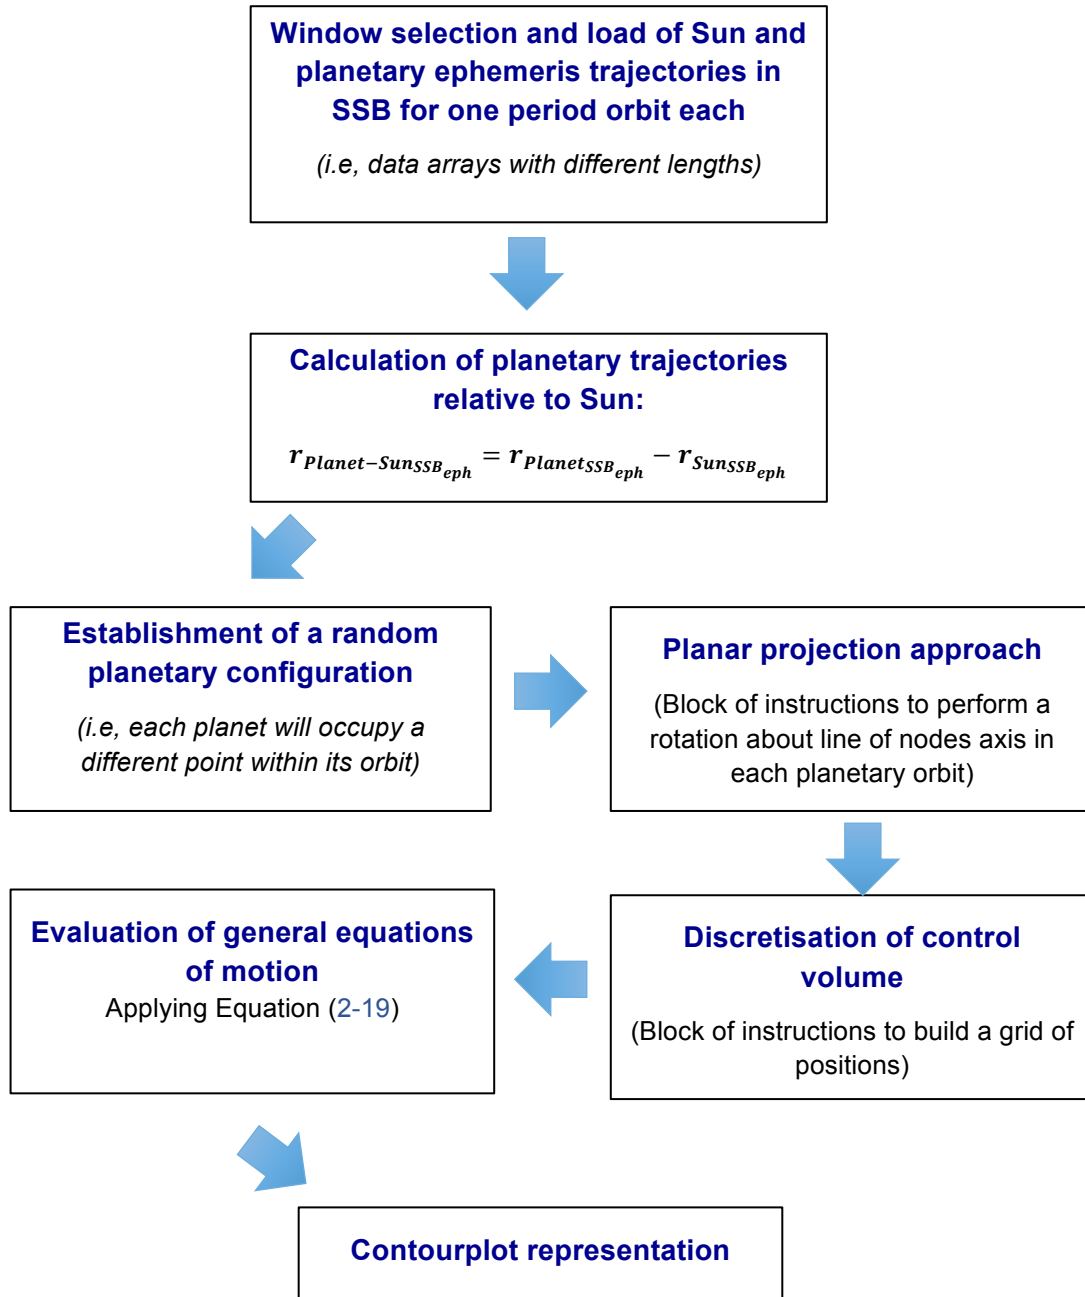 Window selection and load of Sun and
planetary ephemeris trajectories in
SSB for one period orbit each
(i.e, data arrays with different lengths)
Calculation of planetary trajectories
relative to Sun:
r_{Planet−Sun_{SSB_{eph}}} = r_{Planet_{SSB_{eph}}} − r_{Sun_{SSB_{eph}}}
Establishment of a random
planetary configuration
(i.e, each planet will occupy a
different point within its orbit)
Planar projection approach
(Block of instructions to perform a
rotation about line of nodes axis in
each planetary orbit)
Discretisation of control
volume
(Block of instructions to build a grid of
positions)
Evaluation of general equations
of motion
Applying Equation (2-19)
Contourplot representation